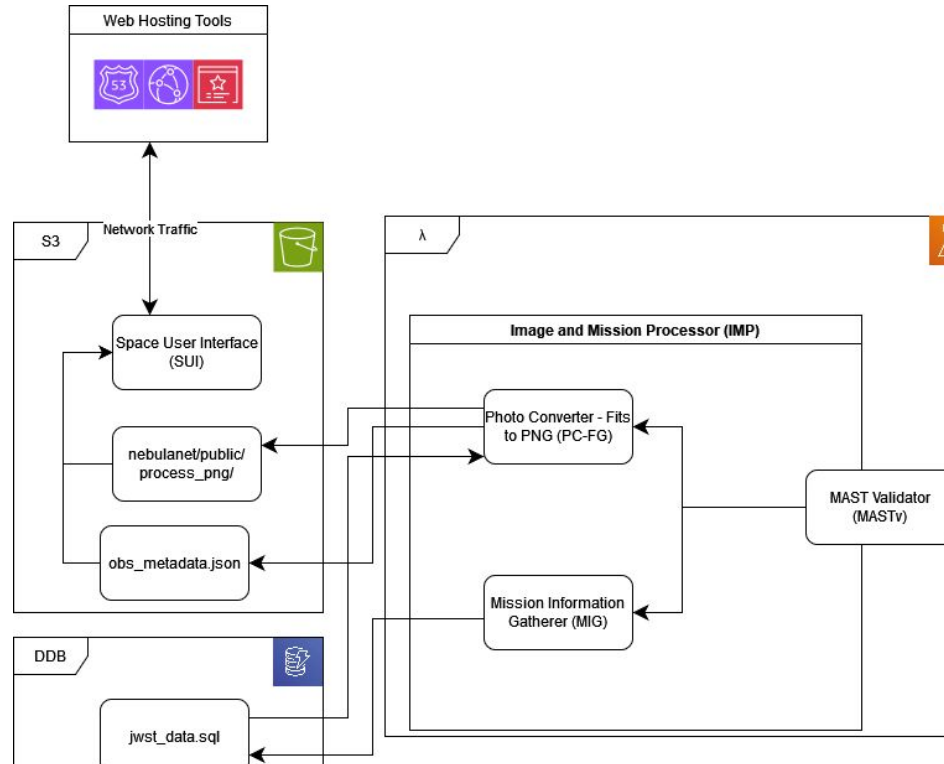 Web Hosting Tools
S3
Network Traffic
S3
λ
Image and Mission Processor (IMP)
Space User Interface
(SUI)
Photo Converter - Fits
to PNG (PC-FG)
nebulanet/public/
process_png/
MAST Validator
(MASTv)
obs_metadata.json
Mission Information
Gatherer (MIG)
DDB
jwst_data.sql